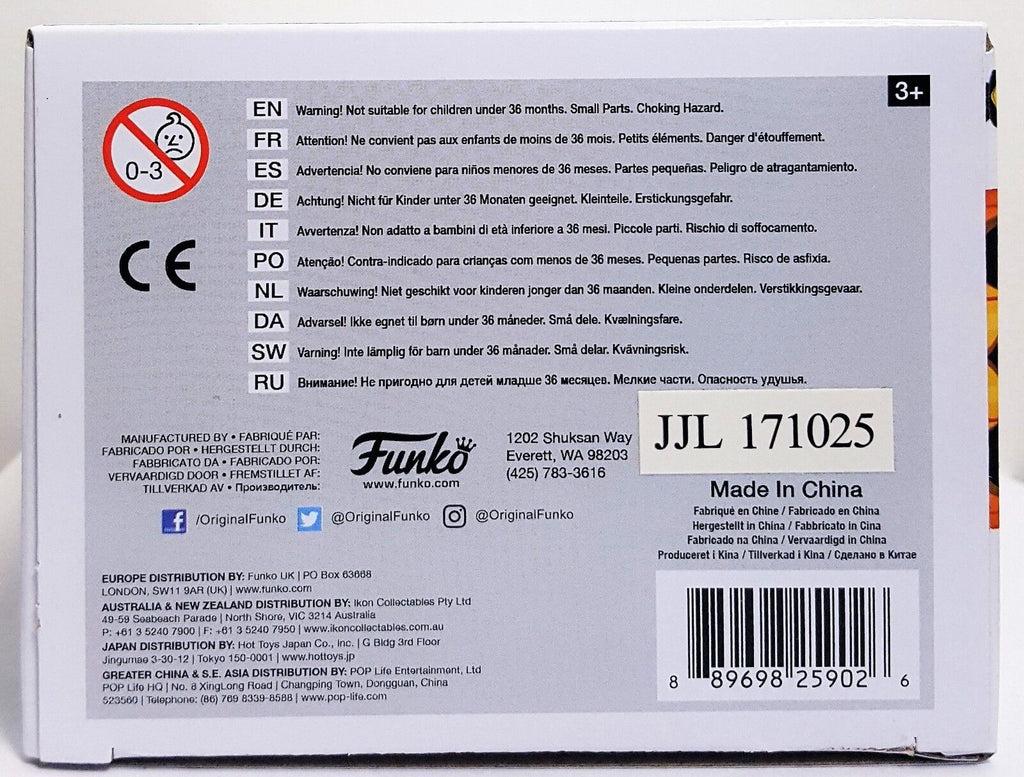 3+
0-3
EN Warning! Not suitable for children under 36 months. Small Parts. Choking Hazard.
FR Attention! Ne convient pas aux enfants de moins de 36 mois. Petits éléments. Danger d'étouffement.
ES Advertencia! No conviene para niños menores de 36 meses. Partes pequeñas. Peligro de atragantamiento.
DE Achtung! Nicht für Kinder unter 36 Monaten geeignet. Kleinteile. Erstickungsgefahr.
IT Avvertenza! Non adatto a bambini di età inferiore a 36 mesi. Piccole parti. Rischio di soffocamento.
CE
PO Atenção! Contra-indicado para crianças com menos de 36 meses. Pequenas partes. Risco de asfixia.
NL Waarschuwing! Niet geschikt voor kinderen jonger dan 36 maanden. Kleine onderdelen. Verstikkingsgevaar.
DA Advarsel! Ikke egnet til børn under 36 måneder. Små dele. Kvælningsfare.
SW Varning! Inte lämplig för barn under 36 månader. Små delar. Kvävningsrisk.
RU Внимание! Не пригодно для детей младше 36 месяцев. Мелкие части. Опасность удушья.
MANUFACTURED BY • FABRIQUÉ PAR:
FABRICADO POR • HERGESTELLT DURCH:
FABBRICATO DA • FABRICADO POR:
VERVAARDIGD DOOR • FREMSTILLET AF:
TILLVERKAD AV • Производитель:
Funko
www.funko.com
1202 Shuksan Way
Everett, WA 98203
(425) 783-3616
JJL 171025
Made In China
Fabriqué en Chine / Fabricado en China
Hergestellt in China / Fabbricato in Cina
Fabricado na China / Vervaardigd in China
Produceret i Kina / Tillverkad i Kina / Сделано в Китае
f /OriginalFunko @OriginalFunko @OriginalFunko
EUROPE DISTRIBUTION BY: Funko UK | PO Box 63668
LONDON, SW11 9AR (UK) | www.funko.com
AUSTRALIA & NEW ZEALAND DISTRIBUTION BY: Ikon Collectables Pty Ltd
49-59 Seabeach Parade | North Shore, VIC 3214 Australia
P: +61 3 5240 7900 | F: +61 3 5240 7950 | www.ikoncollectables.com.au
JAPAN DISTRIBUTION BY: Hot Toys Japan Co., Inc. | G Bldg 3rd Floor
Jingumae 3-30-12 | Tokyo 150-0001 | www.hottoys.jp
GREATER CHINA & S.E. ASIA DISTRIBUTION BY: POP Life Entertainment, Ltd
POP Life HQ | No. 8 XingLong Road | Changping Town, Dongguan, China
523560 | Telephone: (86) 769 8339-8588 | www.pop-life.com
8 89698 25902 6